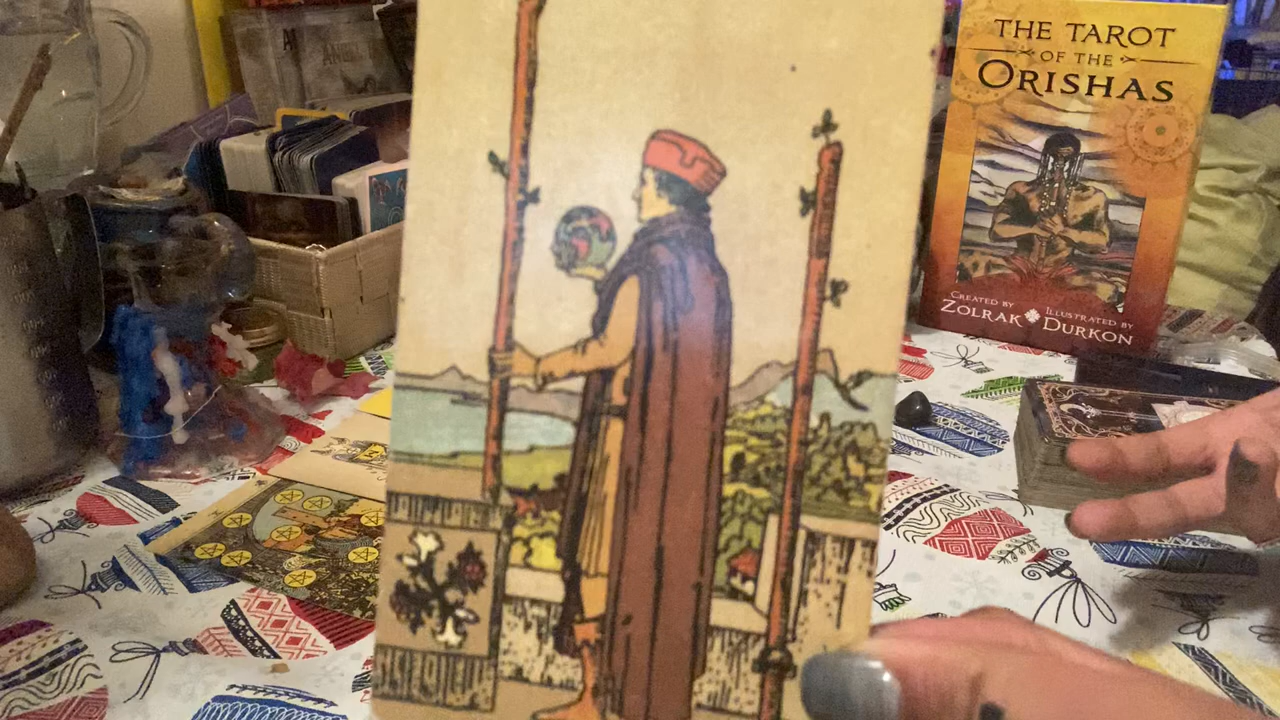 THE TAROT
OF THE
ORISHAS
CREATED BY
ZOLRAK
ILLUSTRATED BY
DURKON